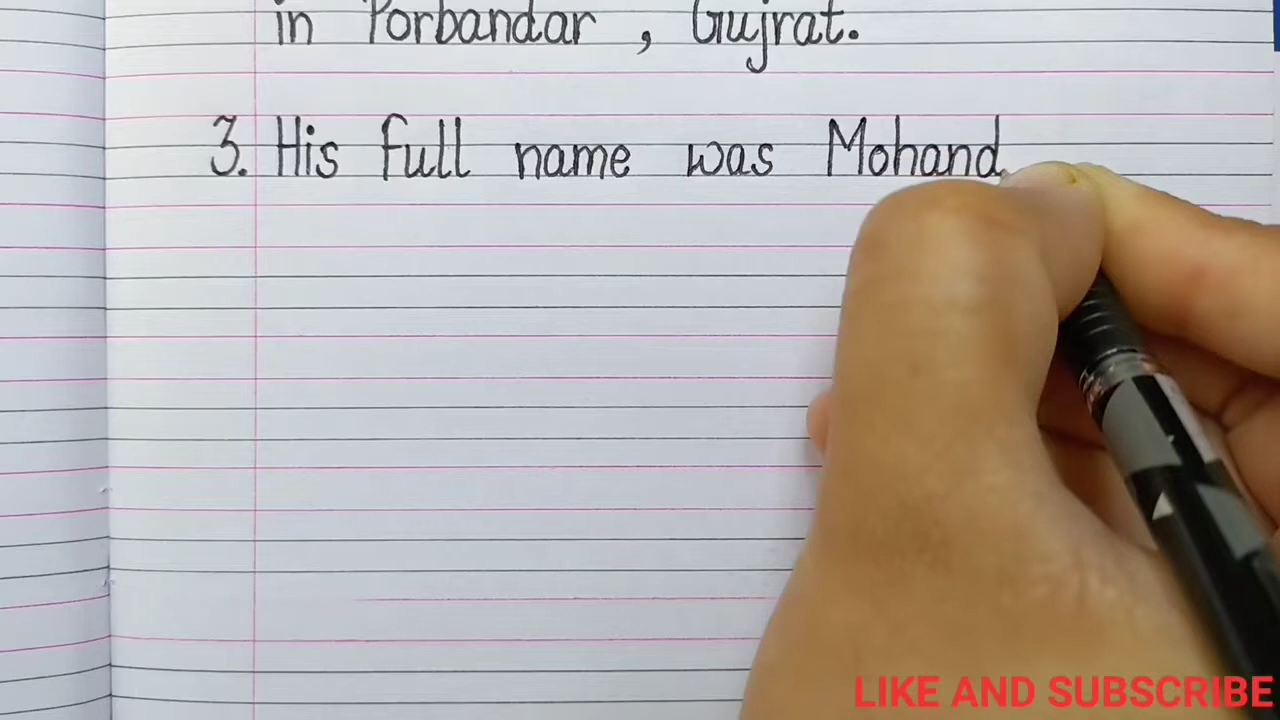 in Porbandar , Gujrat.
3. His full name was Mohand
LIKE AND SUBSCRIBE